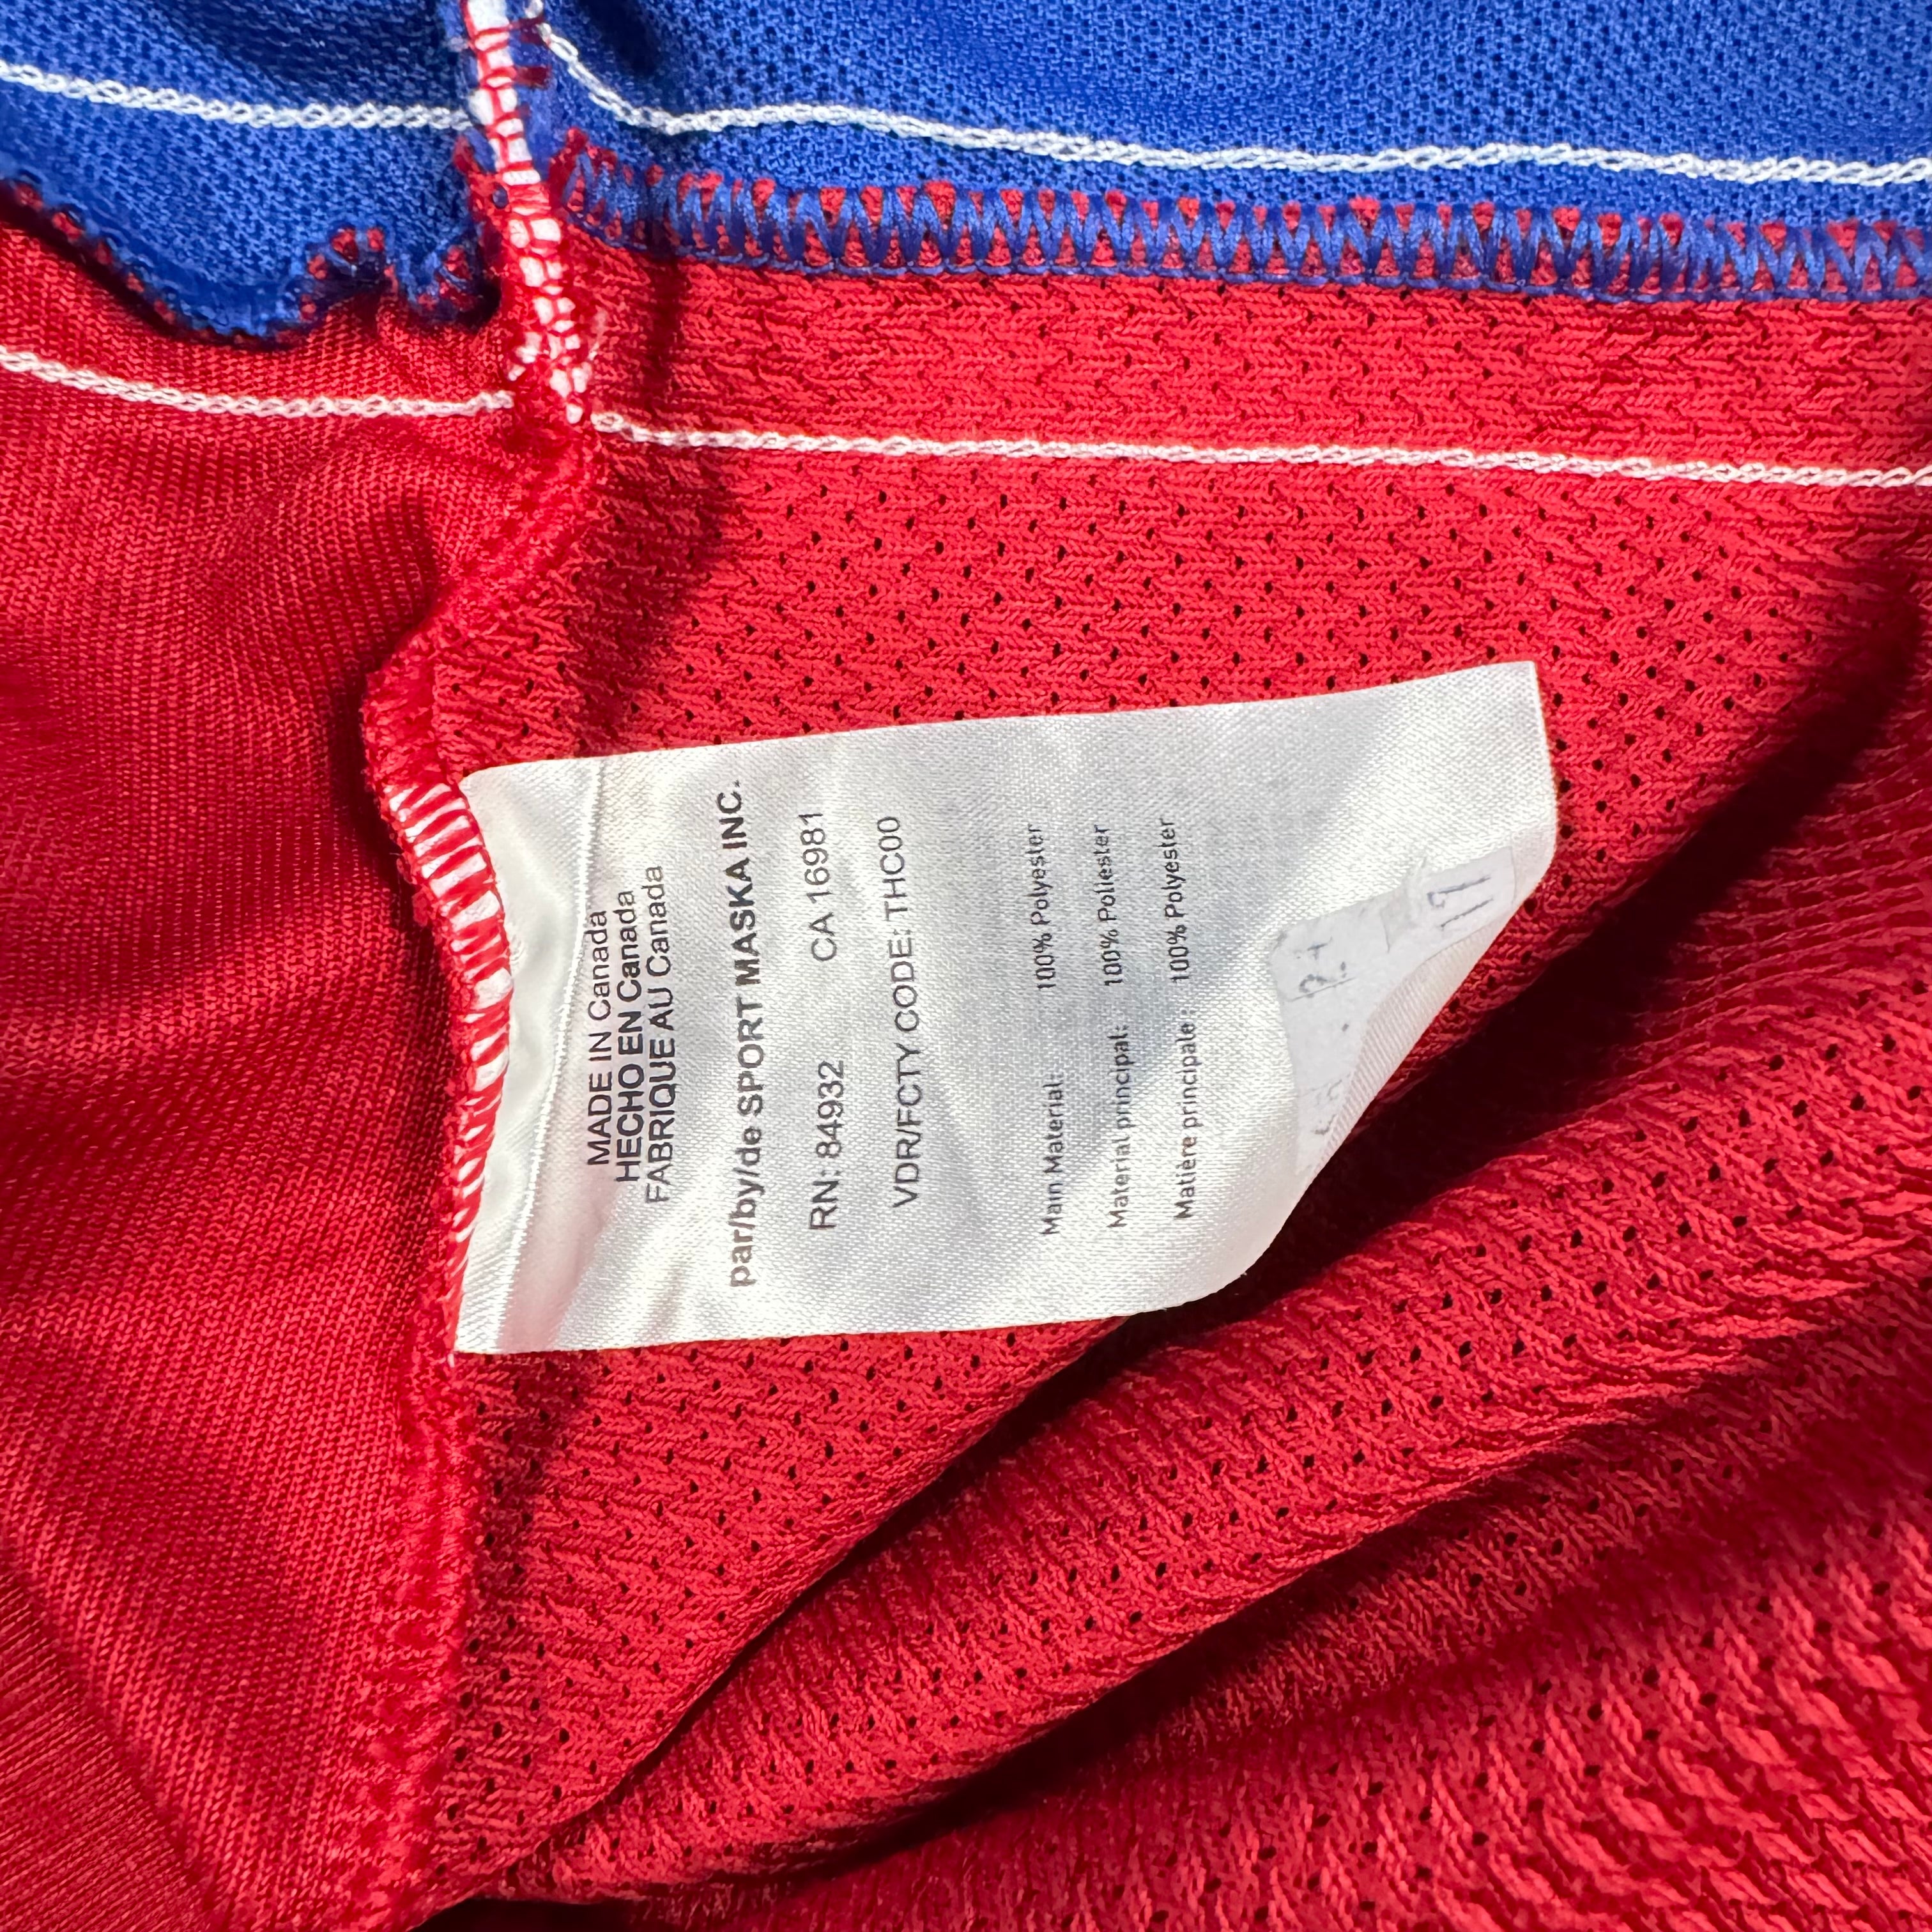 MADE IN Canada
HECHO EN Canada
FABRIQUE AU Canada
par/by/de SPORT MASKA INC.
RN: 84932 CA 16981
VDR/FCTY CODE: THC00
Main Material: 100% Polyester
Material principal: 100% Poliester
Matière principale : 100% Polyester